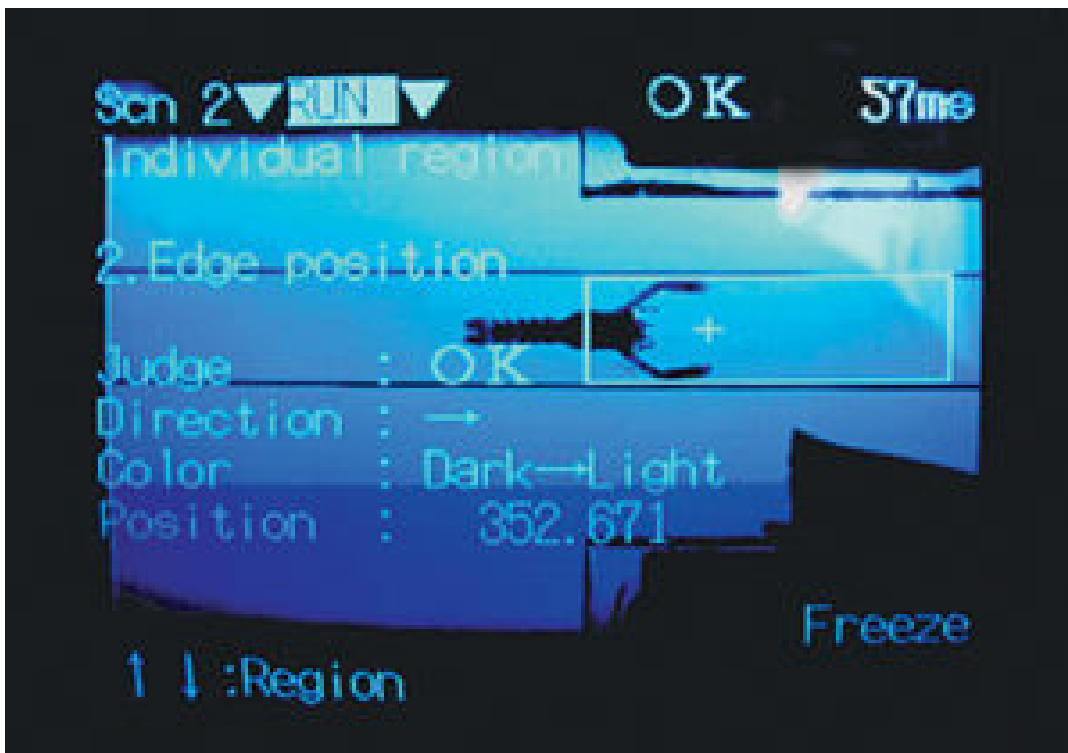 Scn 2▼RUN ▼ OK 57ms
Individual region
2.Edge position
Judge : OK
Direction : →
Color : Dark→Light
Position : 352.671
Freeze
↑ ↓:Region